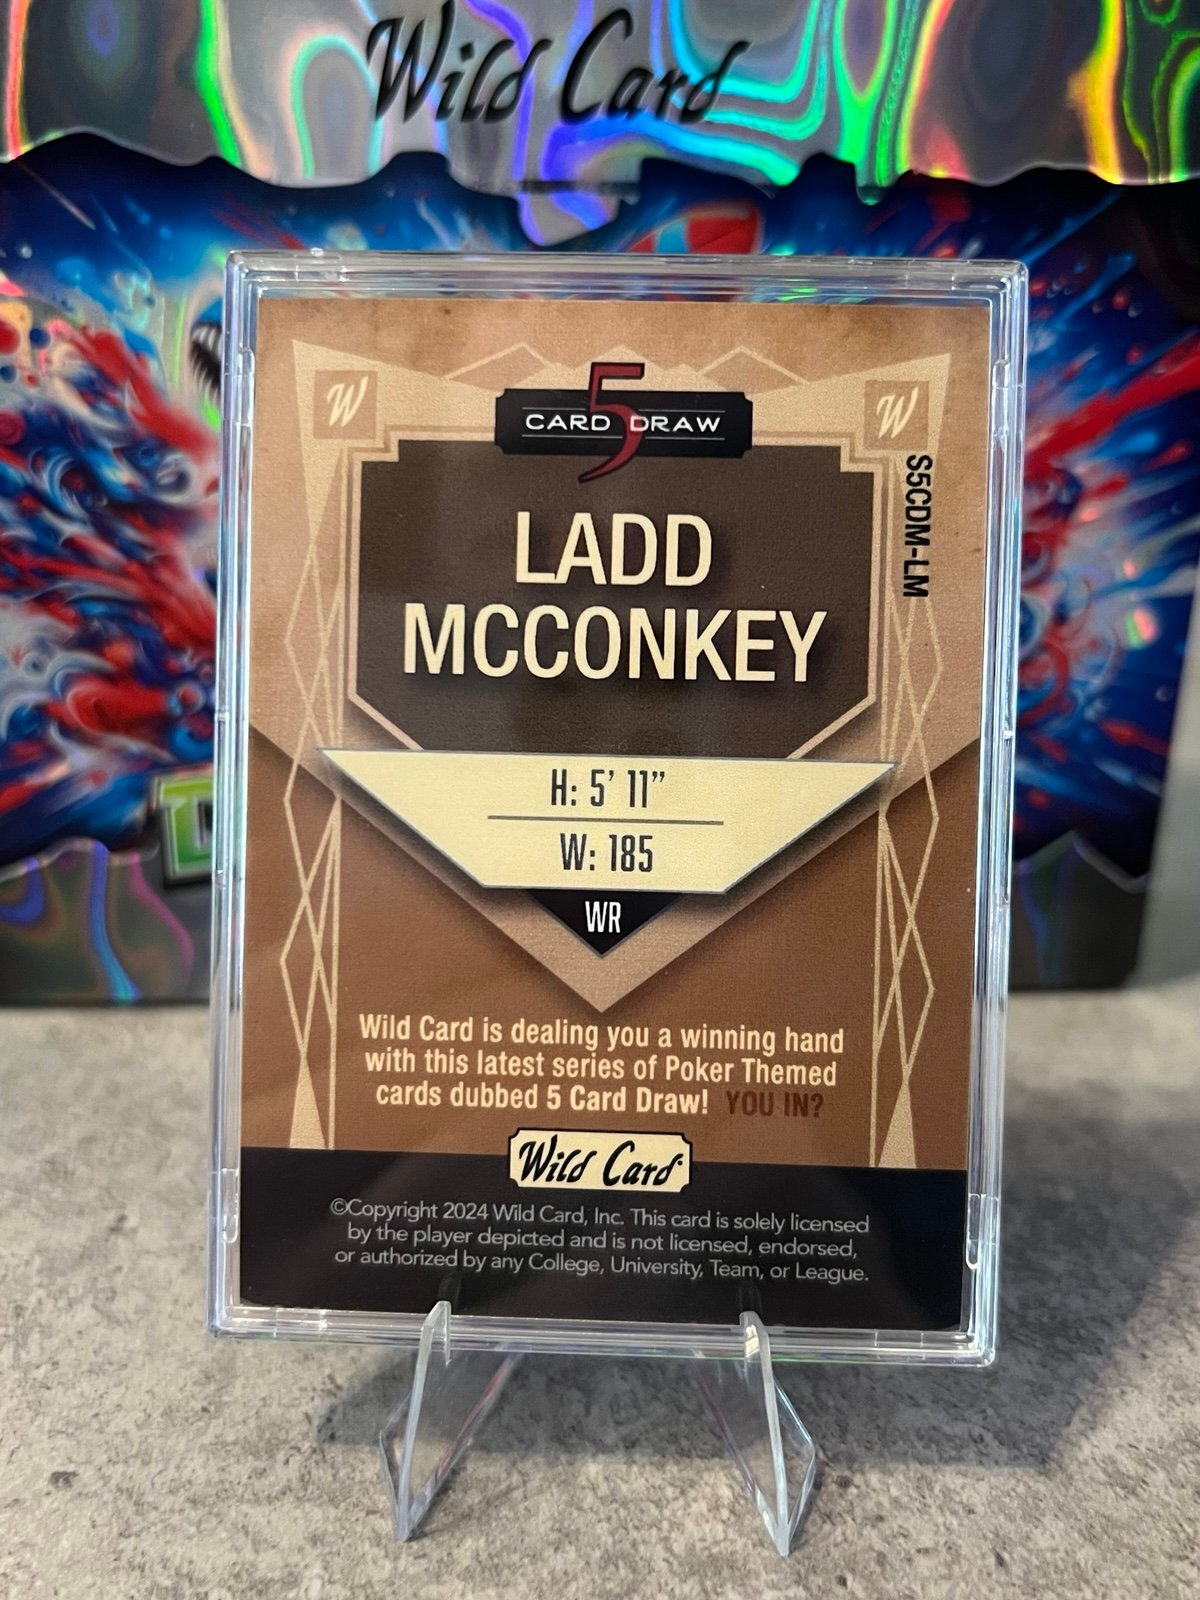 Wild Card
W
5
CARD DRAW
W
S5CDM-LM
LADD
MCCONKEY
H: 5' 11"
W: 185
WR
Wild Card is dealing you a winning hand
with this latest series of Poker Themed
cards dubbed 5 Card Draw! YOU IN?
Wild Card
©Copyright 2024 Wild Card, Inc. This card is solely licensed
by the player depicted and is not licensed, endorsed,
or authorized by any College, University, Team, or League.